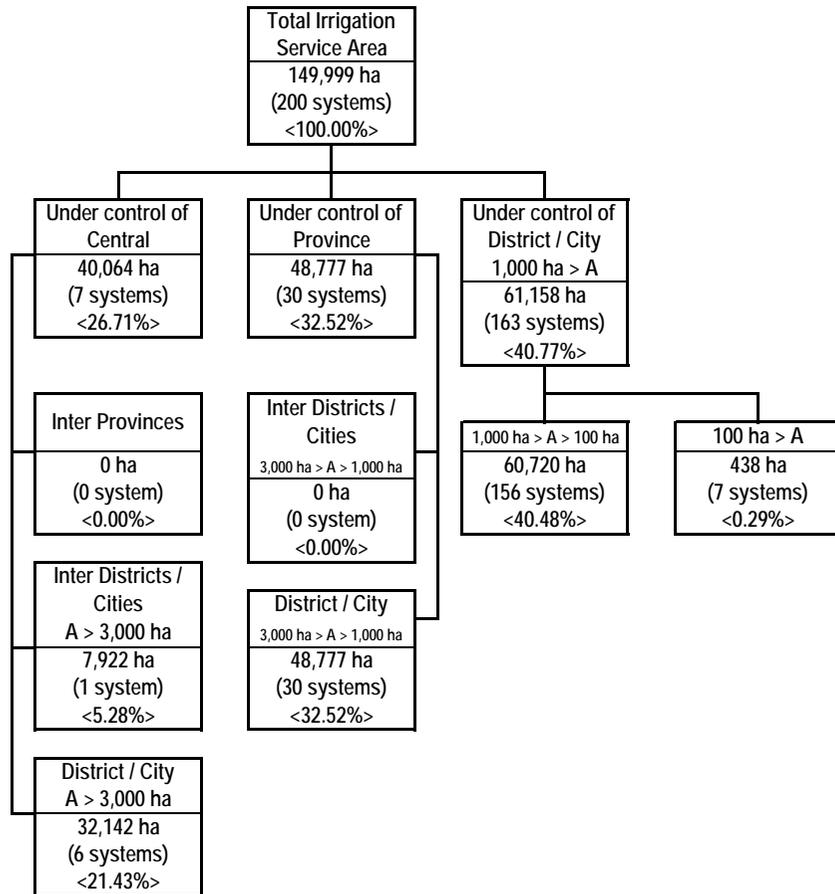 Total Irrigation
Service Area
149,999 ha
(200 systems)
<100.00%>
Under control of
Central
40,064 ha
(7 systems)
<26.71%>
Under control of
Province
48,777 ha
(30 systems)
<32.52%>
Under control of
District / City
1,000 ha > A
61,158 ha
(163 systems)
<40.77%>
Inter Provinces
0 ha
(0 system)
<0.00%>
Inter Districts /
Cities
3,000 ha > A > 1,000 ha
0 ha
(0 system)
<0.00%>
1,000 ha > A > 100 ha
60,720 ha
(156 systems)
<40.48%>
100 ha > A
438 ha
(7 systems)
<0.29%>
Inter Districts /
Cities
A > 3,000 ha
7,922 ha
(1 system)
<5.28%>
District / City
3,000 ha > A > 1,000 ha
48,777 ha
(30 systems)
<32.52%>
District / City
A > 3,000 ha
32,142 ha
(6 systems)
<21.43%>